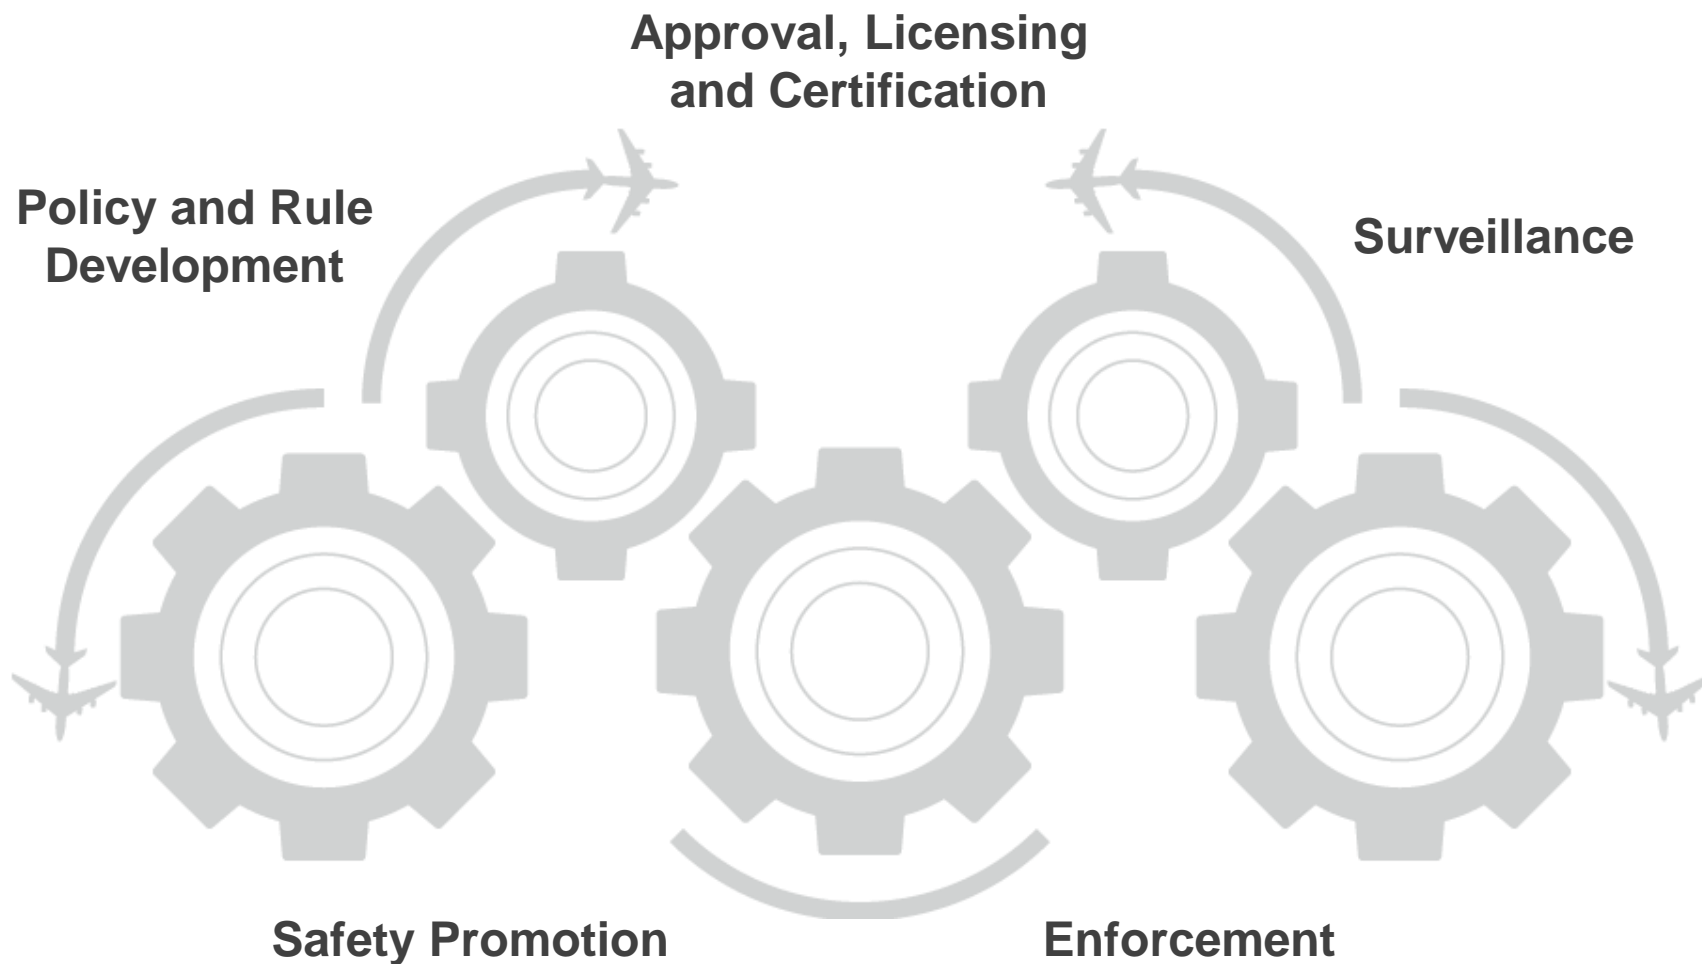 Approval, Licensing
and Certification
Policy and Rule
Development
Surveillance
Safety Promotion
Enforcement